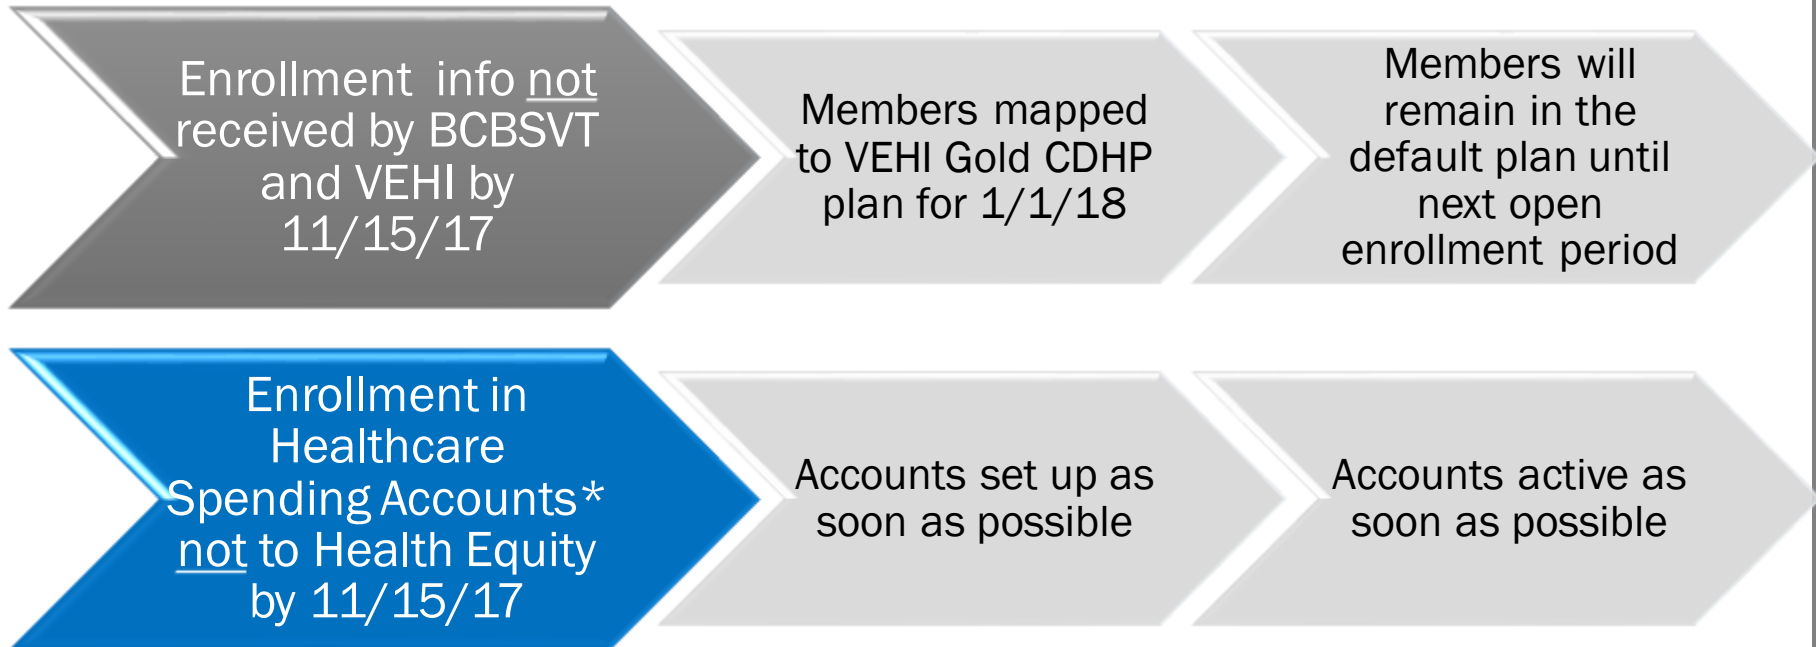 Enrollment info not
received by BCBSVT
and VEHI by
11/15/17
Members mapped
to VEHI Gold CDHP
plan for 1/1/18
Members will
remain in the
default plan until
next open
enrollment period
Enrollment in
Healthcare
Spending Accounts*
not to Health Equity
by 11/15/17
Accounts set up as
soon as possible
Accounts active as
soon as possible